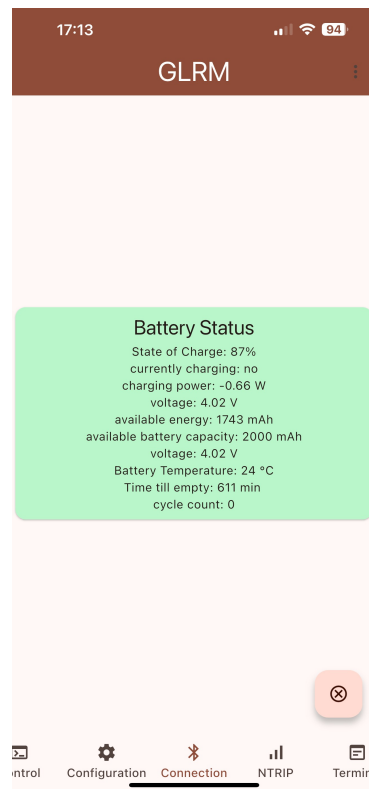 17:13
94
GLRM
Battery Status
State of Charge: 87%
currently charging: no
charging power: -0.66 W
voltage: 4.02 V
available energy: 1743 mAh
available battery capacity: 2000 mAh
voltage: 4.02 V
Battery Temperature: 24 °C
Time till empty: 611 min
cycle count: 0
ntrol Configuration Connection NTRIP Termin